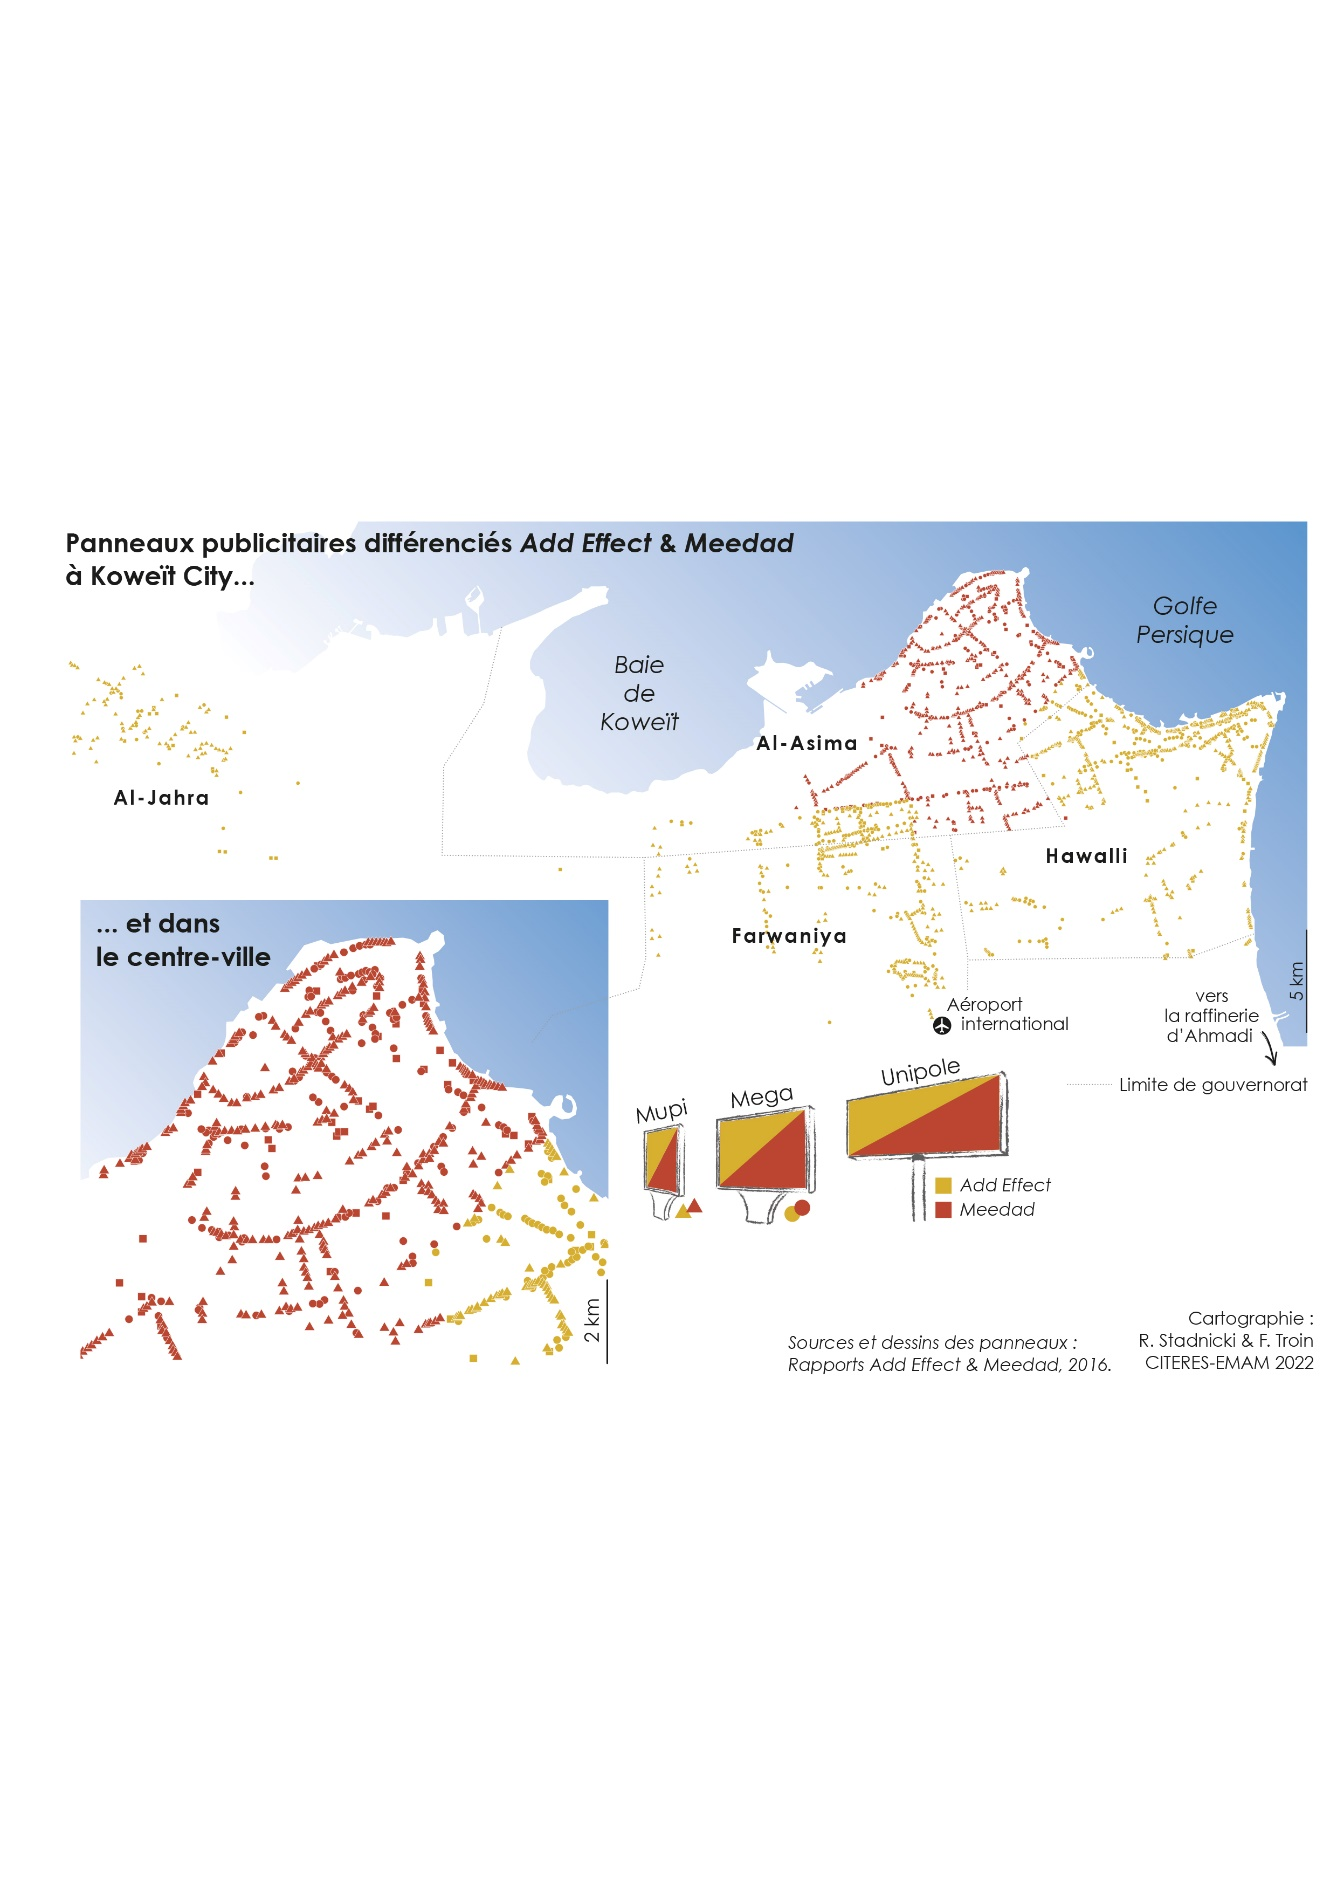 Panneaux publicitaires différenciés Add Effect & Meedad
à Koweït City...
Golfe
Persique
Baie
de
Koweït
Al-Asima
Al-Jahra
Hawalli
Farwaniya
... et dans
le centre-ville
5 km
Aéroport
international
vers
la raffinerie
d'Ahmadi
Limite de gouvernorat
Mupi
Mega
Unipole
Add Effect
Meedad
2 km
Sources et dessins des panneaux :
Rapports Add Effect & Meedad, 2016.
Cartographie :
R. Stadnicki & F. Troin
CITERES-EMAM 2022